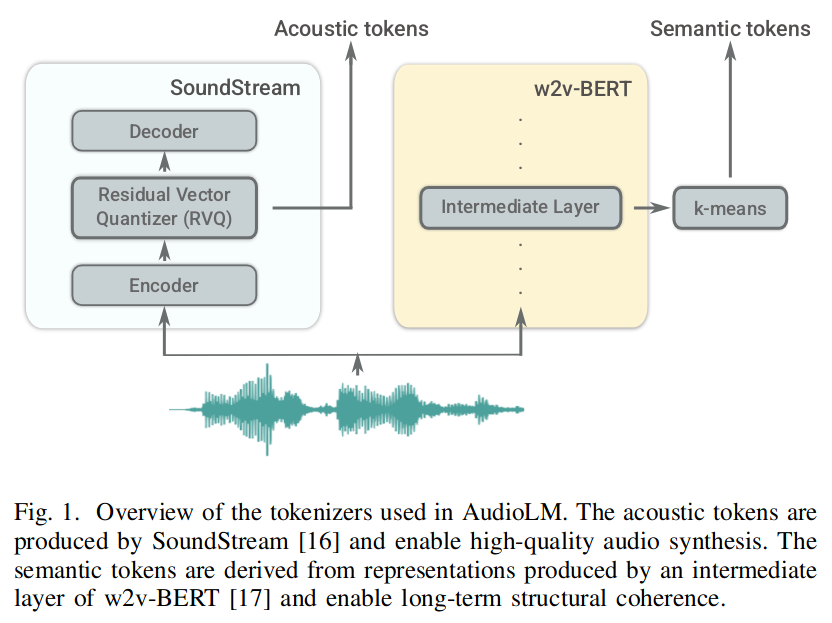 Acoustic tokens
Semantic tokens
SoundStream
w2v-BERT
Decoder
Residual Vector
Quantizer (RVQ)
Intermediate Layer
k-means
Encoder
Fig. 1. Overview of the tokenizers used in AudioLM. The acoustic tokens are
produced by SoundStream [16] and enable high-quality audio synthesis. The
semantic tokens are derived from representations produced by an intermediate
layer of w2v-BERT [17] and enable long-term structural coherence.